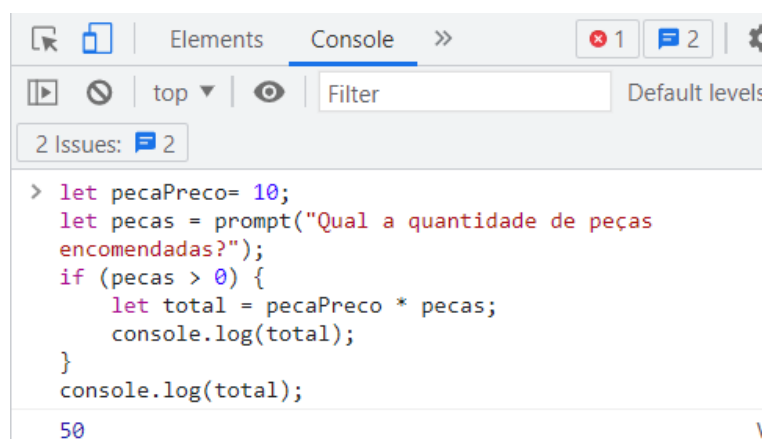 Elements Console » 1 2
top ▼ Filter Default levels
2 Issues: 2
> let pecaPreco= 10;
let pecas = prompt("Qual a quantidade de peças
encomendadas?");
if (pecas > 0) {
    let total = pecaPreco * pecas;
    console.log(total);
}
console.log(total);
50